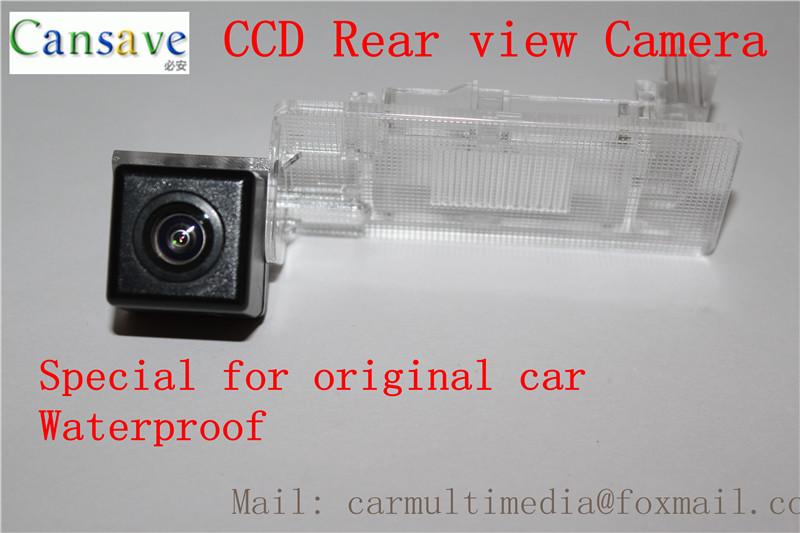 Cansave
必安
CCD Rear view Camera
Special for original car
Waterproof
Mail: carmultimedia@foxmail.co